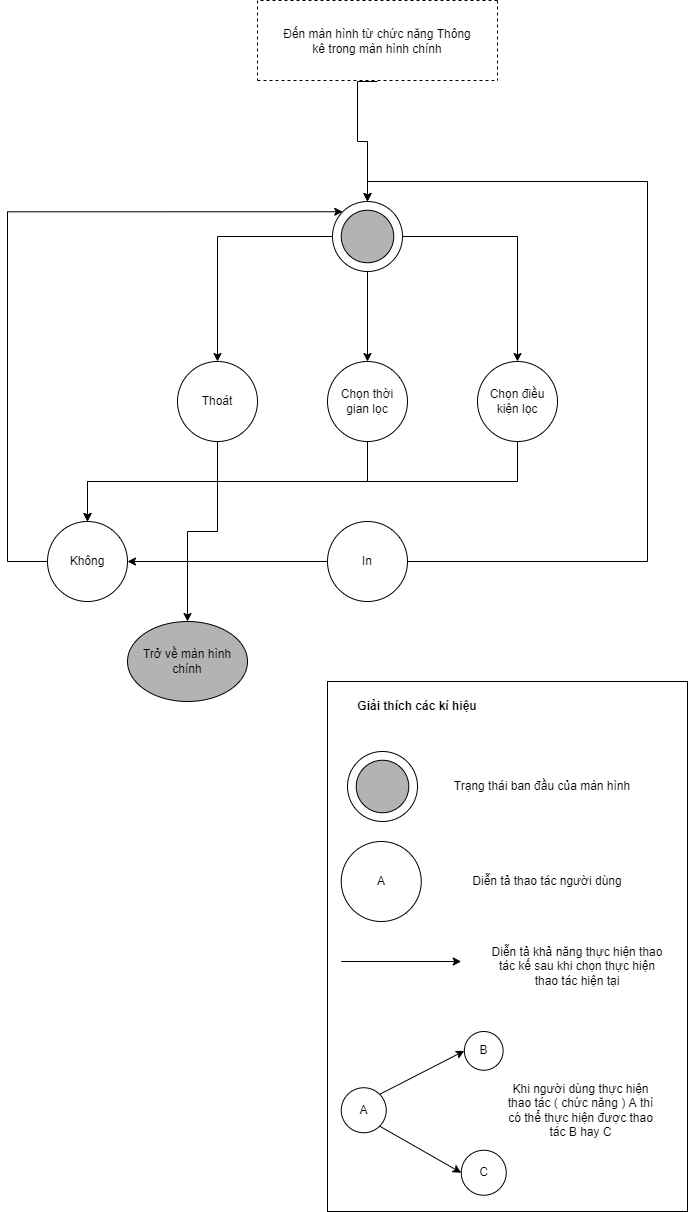 Đến màn hình từ chức năng Thông
kê trong màn hình chính
Thoát
Chọn thời
gian lọc
Chọn điều
kiện lọc
Không
In
Trở về màn hình
chính
Giải thích các kí hiệu
Trạng thái ban đầu của màn hình
A
Diễn tả thao tác người dùng
Diễn tả khả năng thực hiện thao
tác kế sau khi chọn thực hiện
thao tác hiện tại
B
A
C
Khi người dùng thực hiện
thao tác ( chức năng ) A thì
có thể thực hiện được thao
tác B hay C